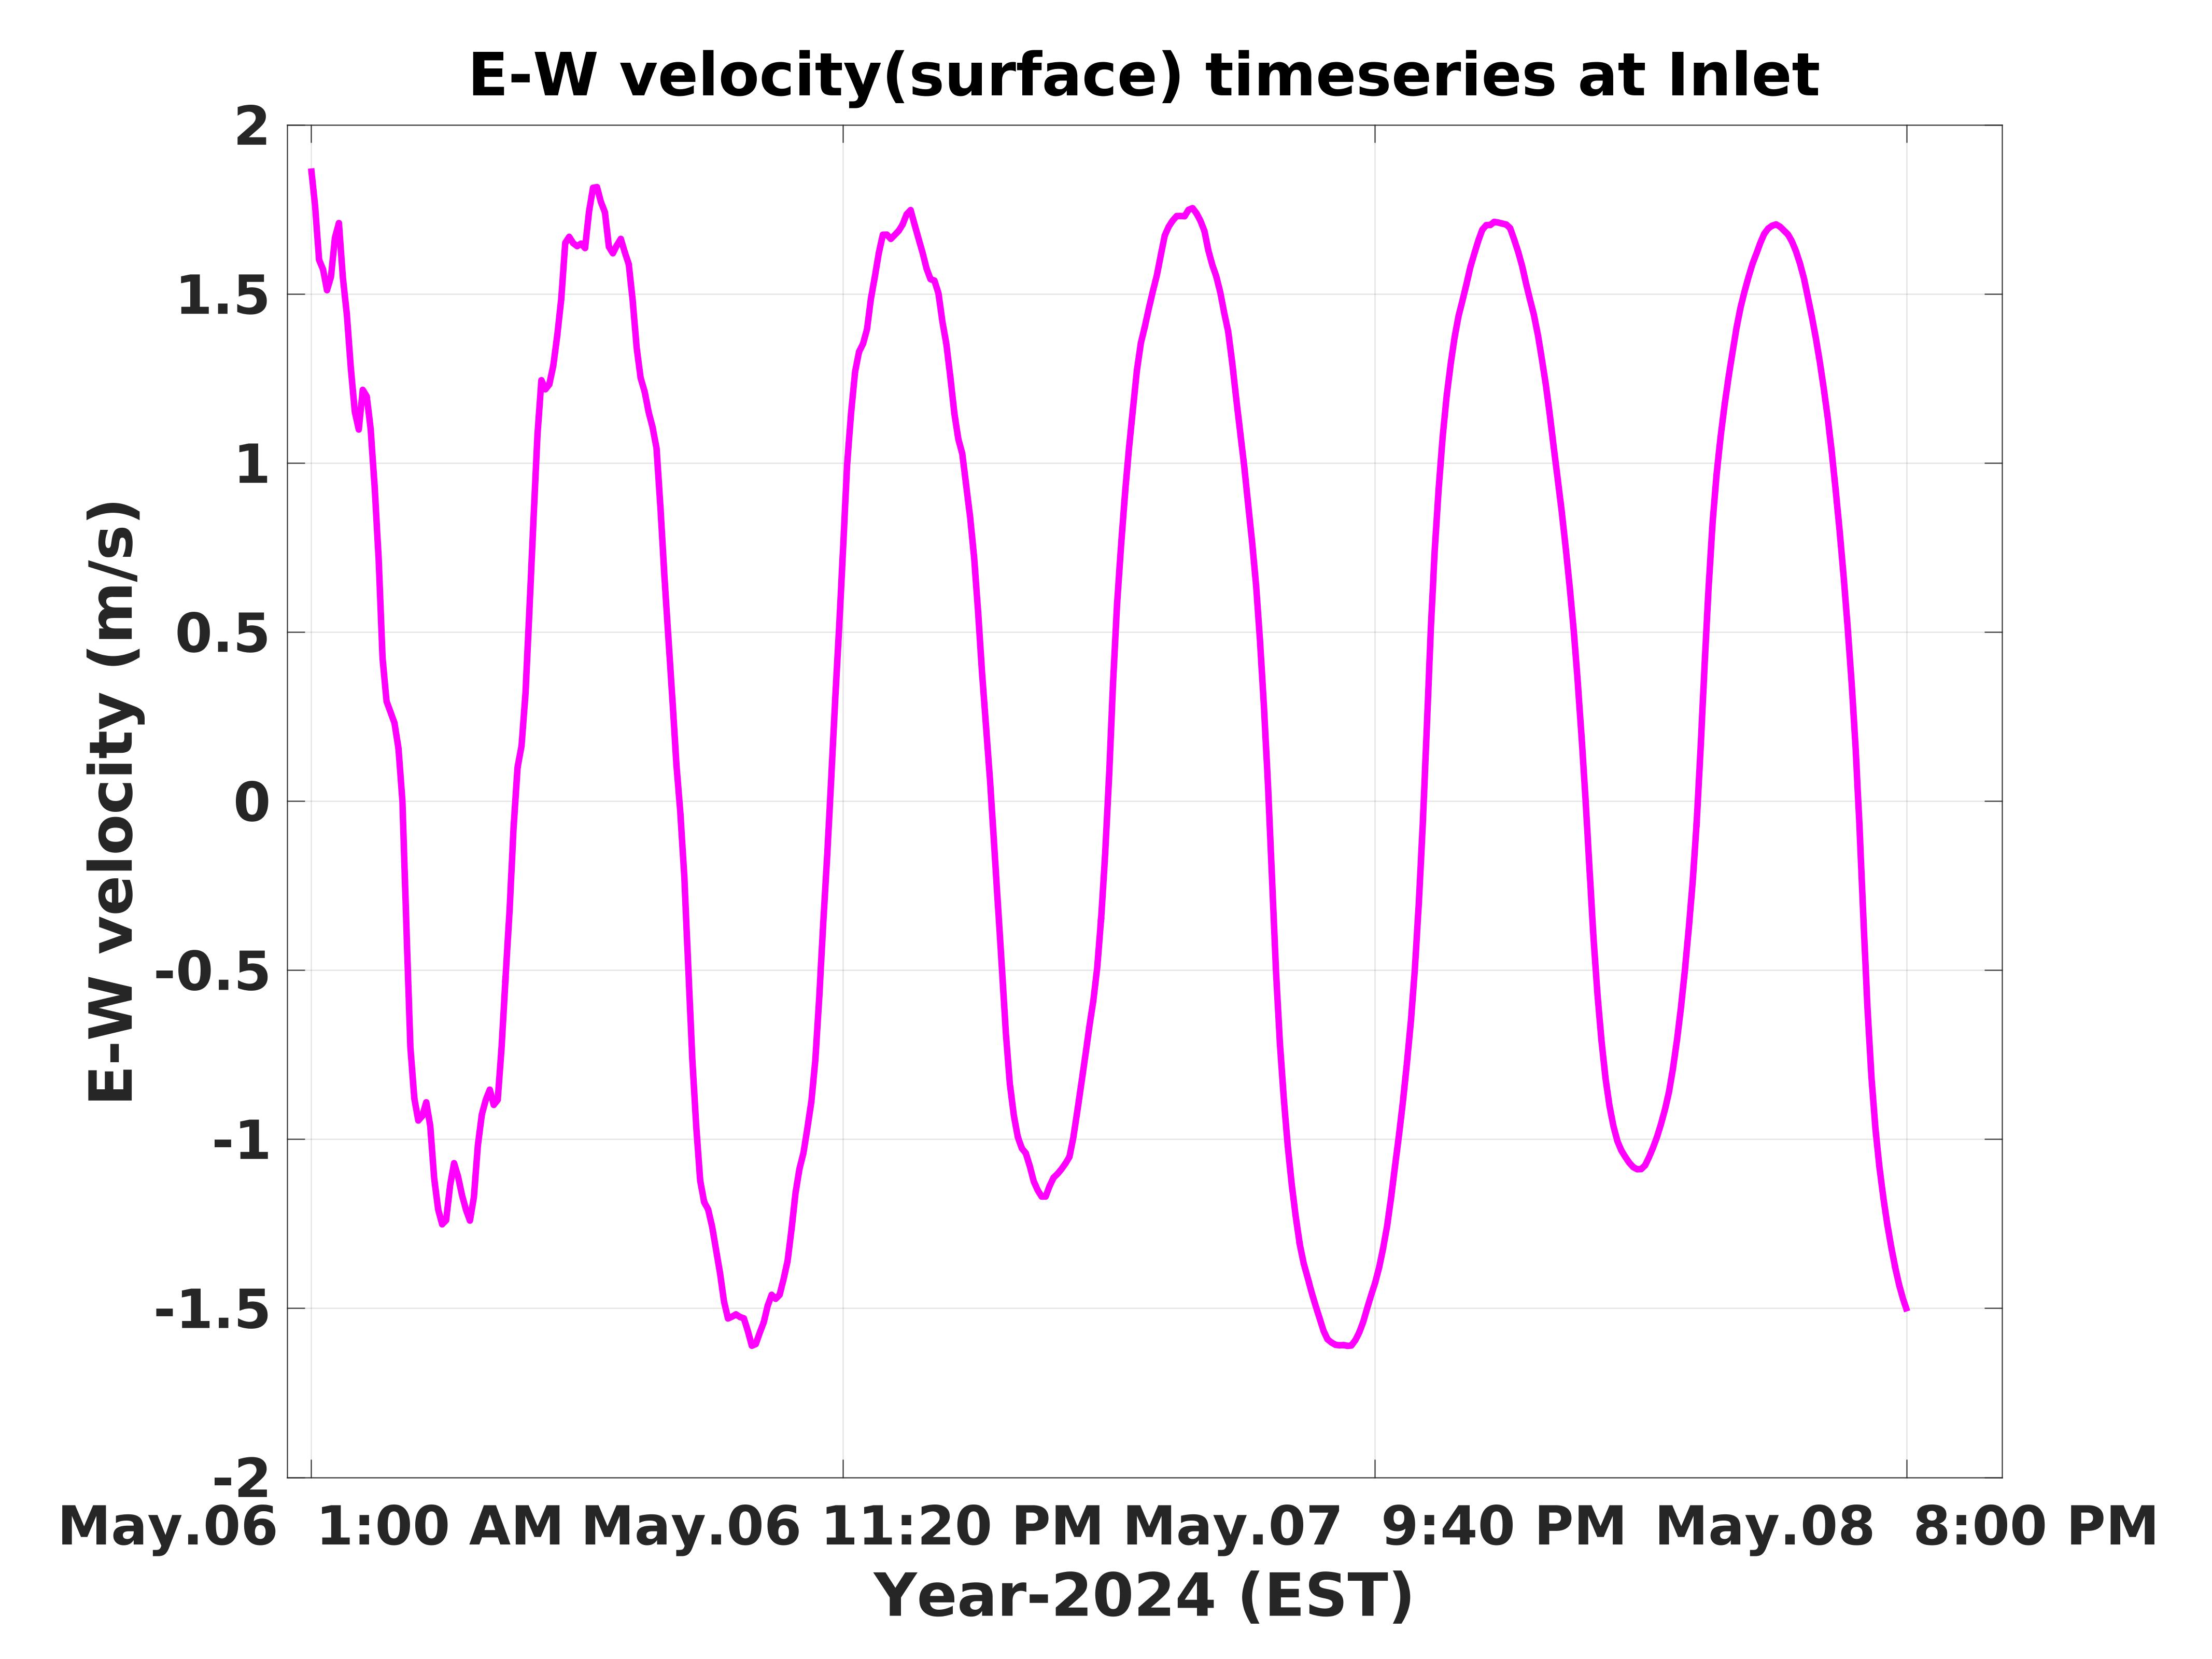 E-W velocity(surface) timeseries at Inlet
2
1.5
1
0.5
0
-0.5
-1
-1.5
-2
E-W velocity (m/s)
May.06 1:00 AM May.06 11:20 PM May.07 9:40 PM May.08 8:00 PM
Year-2024 (EST)